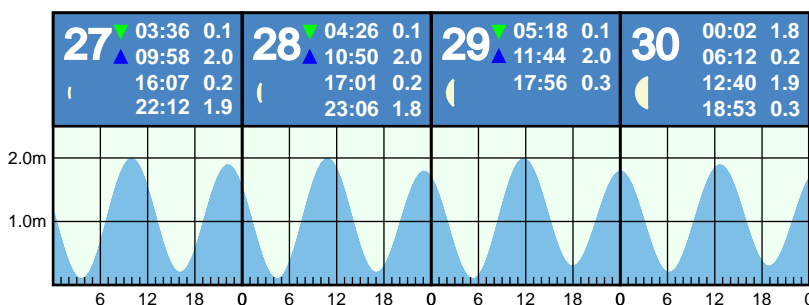 27 ▼ 03:36 0.1
▲ 09:58 2.0
16:07 0.2
22:12 1.9
28 ▼ 04:26 0.1
▲ 10:50 2.0
17:01 0.2
23:06 1.8
29 ▼ 05:18 0.1
▲ 11:44 2.0
17:56 0.3
30 00:02 1.8
06:12 0.2
12:40 1.9
18:53 0.3
2.0m
1.0m
6 12 18 0 6 12 18 0 6 12 18 0 6 12 18